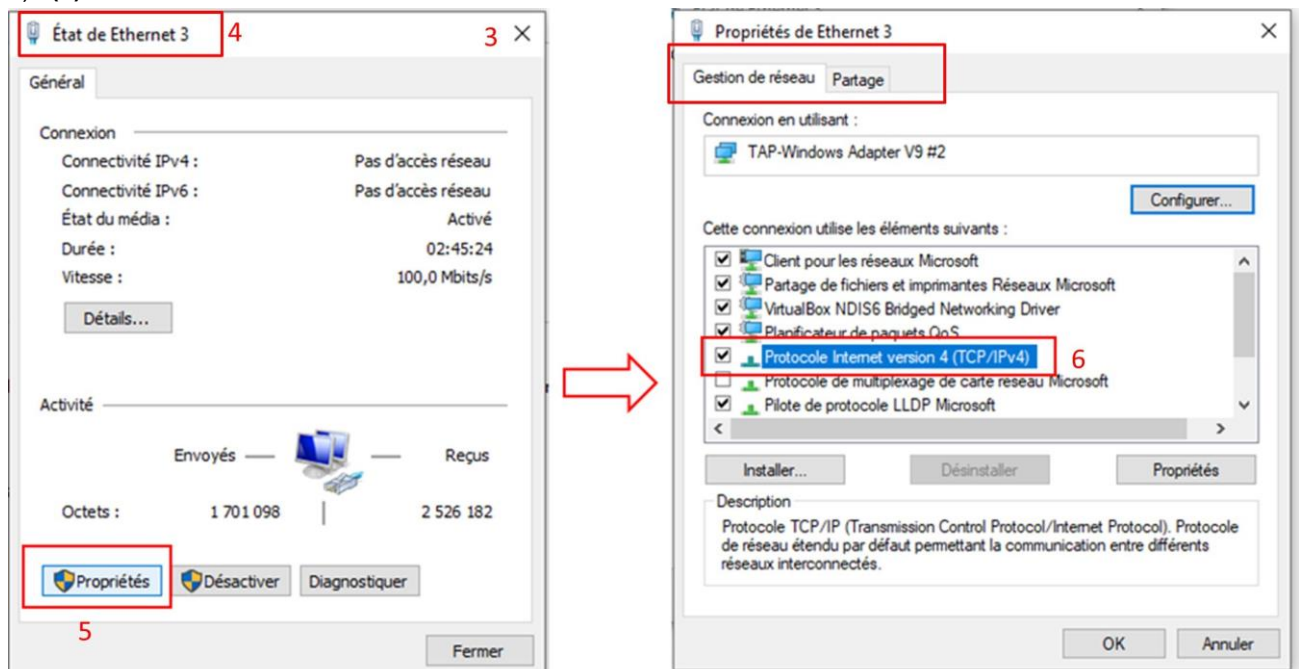 État de Ethernet 3
4
3
Général
Connexion
Connectivité IPv4 : Pas d'accès réseau
Connectivité IPv6 : Pas d'accès réseau
État du média : Activé
Durée : 02:45:24
Vitesse : 100,0 Mbits/s
Détails...
Activité
Envoyés Reçus
Octets : 1 701 098 2 526 182
Propriétés Désactiver Diagnostiquer
5
Fermer
Propriétés de Ethernet 3
Gestion de réseau Partage
Connexion en utilisant :
TAP-Windows Adapter V9 #2
Configurer...
Cette connexion utilise les éléments suivants :
Client pour les réseaux Microsoft
Partage de fichiers et imprimantes Réseaux Microsoft
VirtualBox NDIS6 Bridged Networking Driver
Planificateur de paquets QoS
Protocole Internet version 4 (TCP/IPv4)
6
Protocole de multiplexage de carte réseau Microsoft
Pilote de protocole LLDP Microsoft
Installer... Désinstaller Propriétés
Description
Protocole TCP/IP (Transmission Control Protocol/Internet Protocol). Protocole
de réseau étendu par défaut permettant la communication entre différents
réseaux interconnectés.
OK Annuler